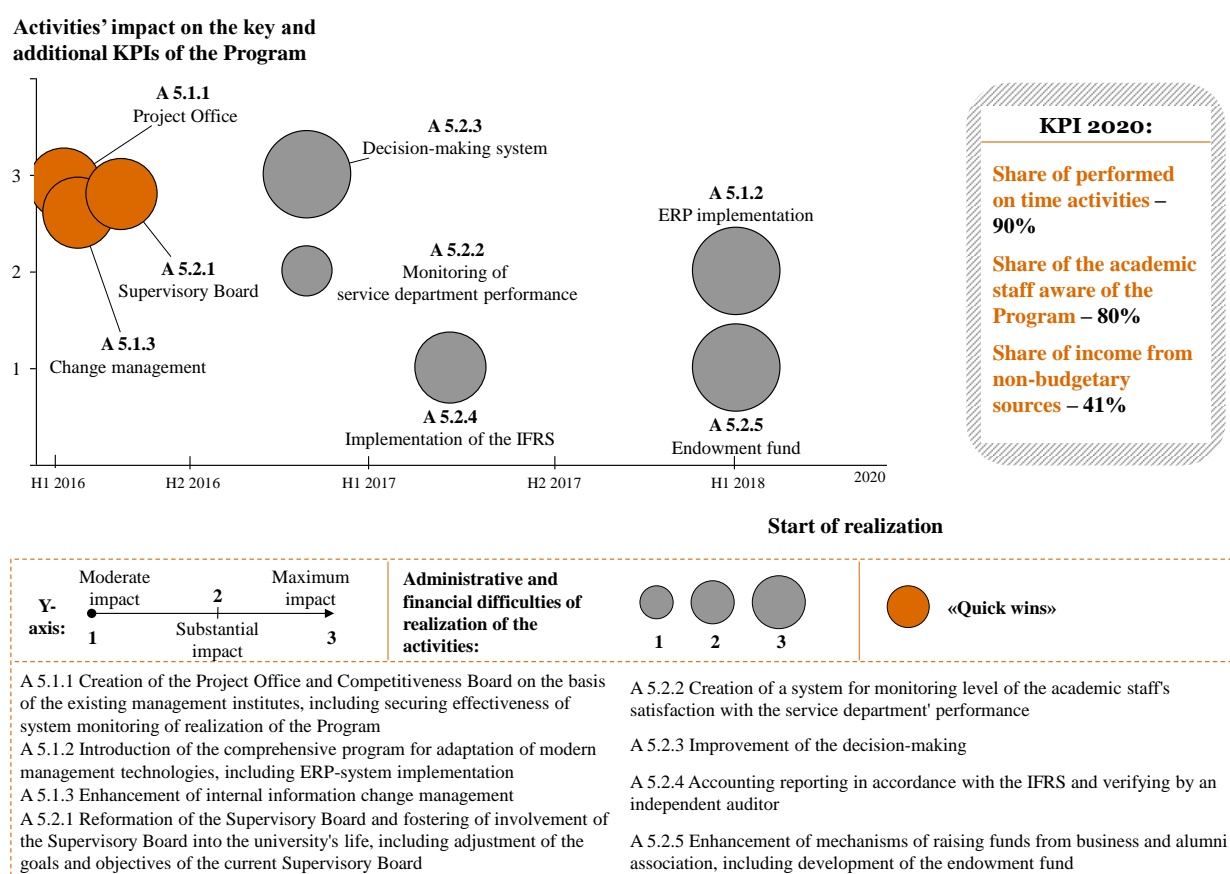 Activities' impact on the key and
additional KPIs of the Program
A 5.1.1
Project Office
A 5.2.3
Decision-making system
3
A 5.1.2
ERP implementation
A 5.2.2
Monitoring of
service department performance
2
A 5.2.1
Supervisory Board
A 5.1.3
Change management
1
A 5.2.4
Implementation of the IFRS
A 5.2.5
Endowment fund
H1 2016
H2 2016
H1 2017
H2 2017
H1 2018
2020
Start of realization
KPI 2020:
Share of performed
on time activities –
90%
Share of the academic
staff aware of the
Program – 80%
Share of income from
non-budgetary
sources – 41%
Y-
axis:
Moderate
impact
1
2
Substantial
impact
Maximum
impact
3
Administrative and
financial difficulties of
realization of the
activities:
1
2
3
«Quick wins»
A 5.1.1 Creation of the Project Office and Competitiveness Board on the basis
of the existing management institutes, including securing effectiveness of
system monitoring of realization of the Program
A 5.1.2 Introduction of the comprehensive program for adaptation of modern
management technologies, including ERP-system implementation
A 5.1.3 Enhancement of internal information change management
A 5.2.1 Reformation of the Supervisory Board and fostering of involvement of
the Supervisory Board into the university's life, including adjustment of the
goals and objectives of the current Supervisory Board
A 5.2.2 Creation of a system for monitoring level of the academic staff's
satisfaction with the service department' performance
A 5.2.3 Improvement of the decision-making
A 5.2.4 Accounting reporting in accordance with the IFRS and verifying by an
independent auditor
A 5.2.5 Enhancement of mechanisms of raising funds from business and alumni
association, including development of the endowment fund